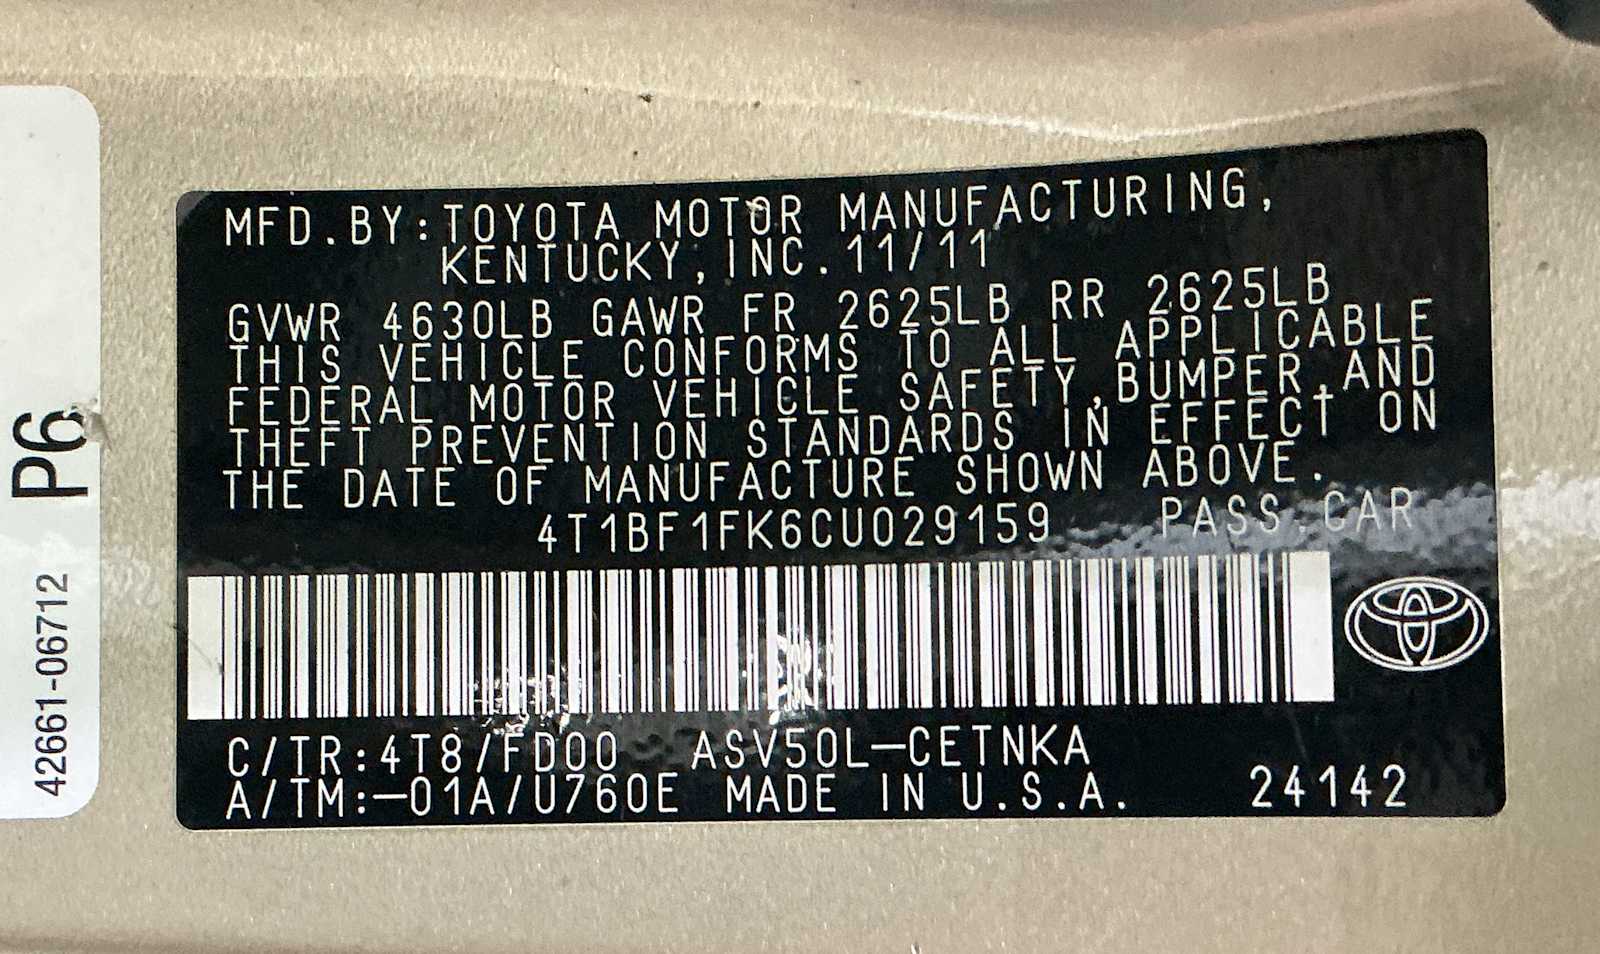 MFD.BY:TOYOTA MOTOR MANUFACTURING,
KENTUCKY,INC.11/11
GVWR 4630LB GAWR FR 2625LB RR 2625LB
THIS VEHICLE CONFORMS TO ALL APPLICABLE
FEDERAL MOTOR VEHICLE SAFETY,BUMPER,AND
THEFT PREVENTION STANDARDS IN EFFECT ON
THE DATE OF MANUFACTURE SHOWN ABOVE.
4T1BF1FK6CU029159 PASS.CAR
C/TR:4T8/FD00 ASV50L-CETNKA
A/TM:-01A/U760E MADE IN U.S.A. 24142
P6
42661-06712